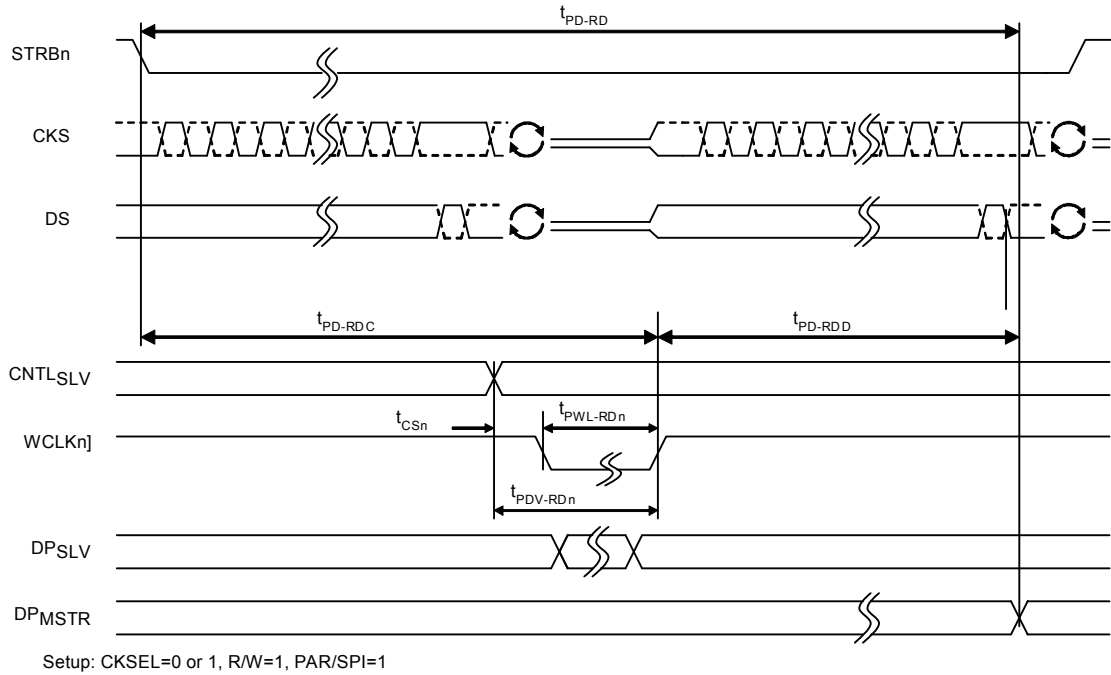 tPD-RD
STRBn
CKS
DS
tPD-RDC
tPD-RDD
CNTLSLV
tCSn
tPWL-RDn
WCLKn]
tPDV-RDn
DPSLV
DPMSTR
Setup: CKSEL=0 or 1, R/W=1, PAR/SPI=1